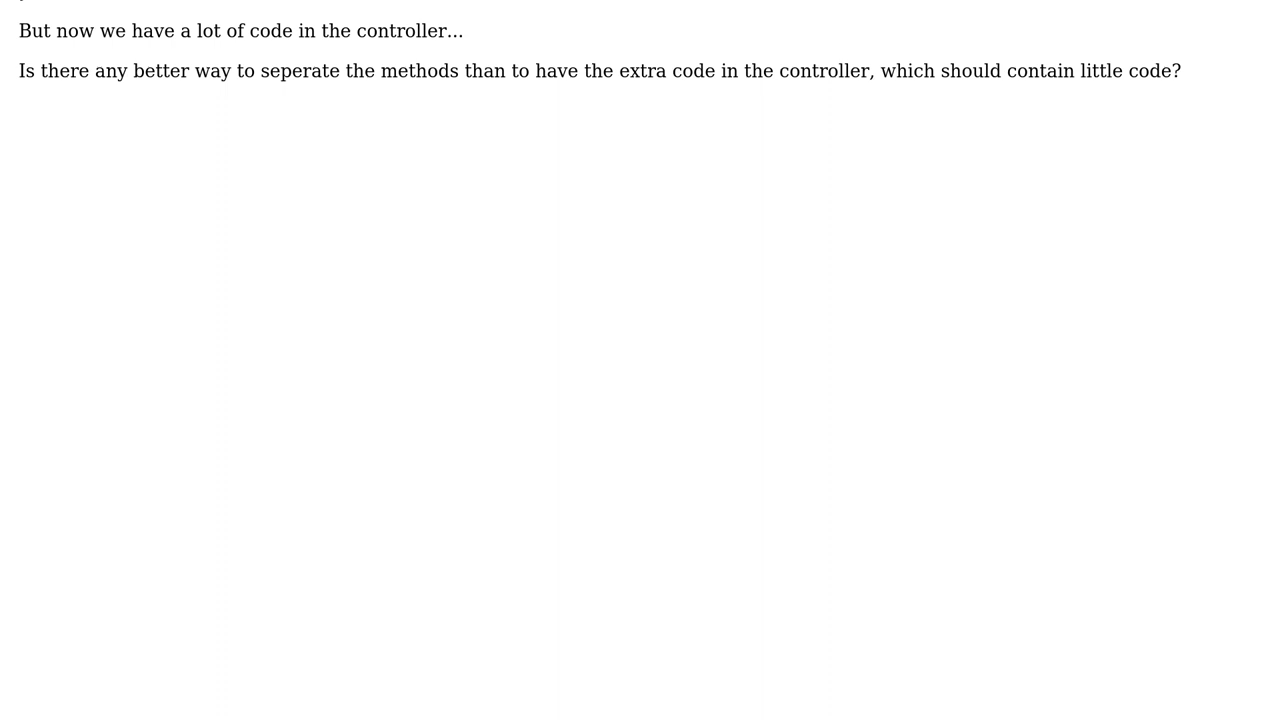 But now we have a lot of code in the controller...
Is there any better way to seperate the methods than to have the extra code in the controller, which should contain little code?